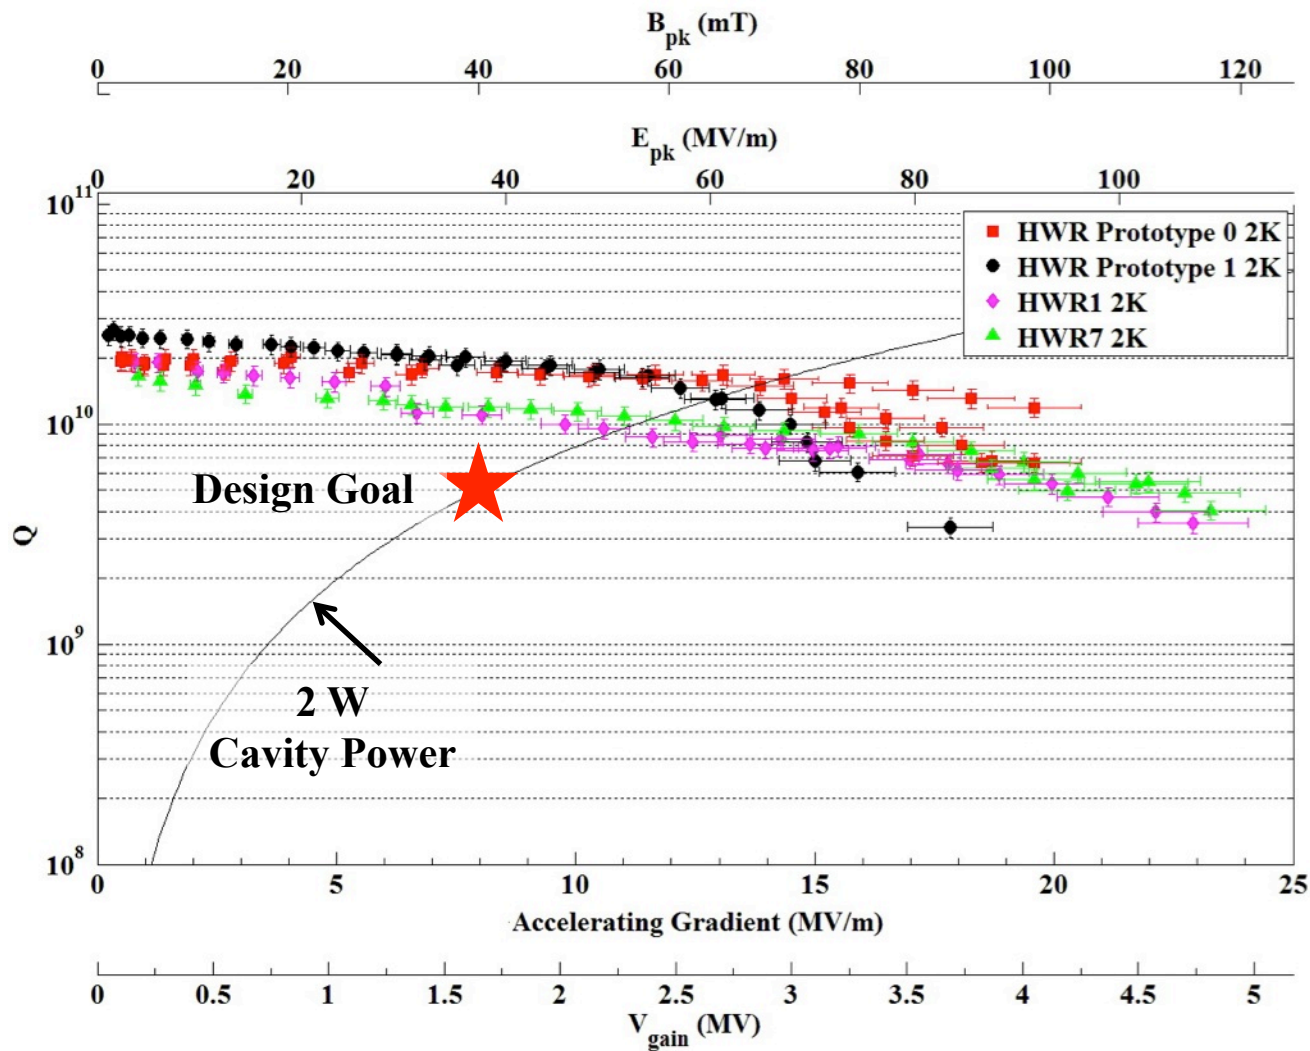 B_pk (mT)
0 20 40 60 80 100 120
E_pk (MV/m)
0 20 40 60 80 100
10^11
HWR Prototype 0 2K
HWR Prototype 1 2K
HWR1 2K
HWR7 2K
10^10
Design Goal
Q
10^9
2 W
Cavity Power
10^8
0 5 10 15 20 25
Accelerating Gradient (MV/m)
0 0.5 1 1.5 2 2.5 3 3.5 4 4.5 5
V_gain (MV)